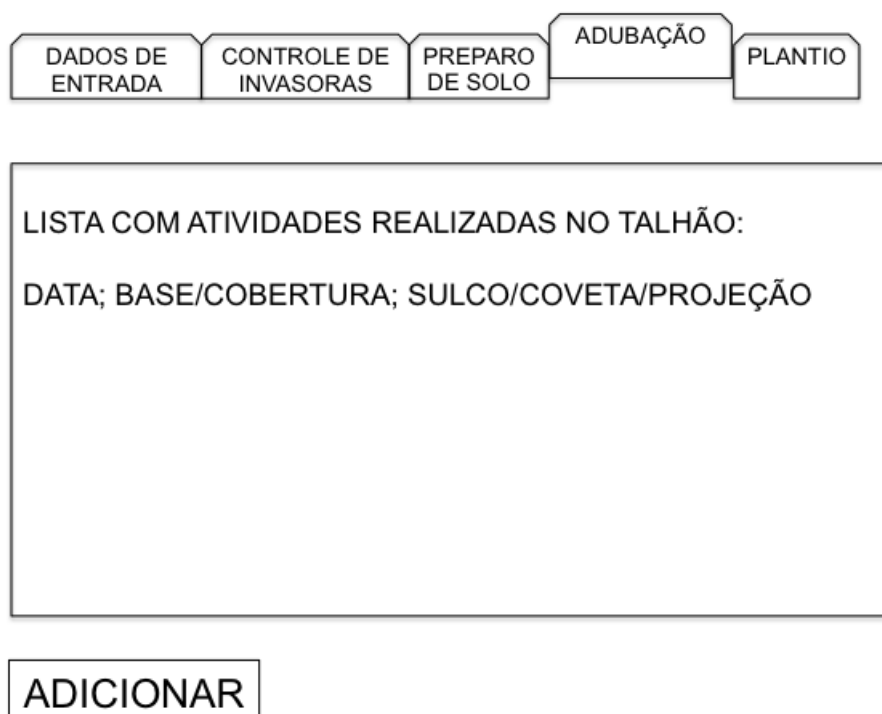 DADOS DE
ENTRADA
CONTROLE DE
INVASORAS
PREPARO
DE SOLO
ADUBAÇÃO
PLANTIO
LISTA COM ATIVIDADES REALIZADAS NO TALHÃO:
DATA; BASE/COBERTURA; SULCO/COVETA/PROJEÇÃO
ADICIONAR